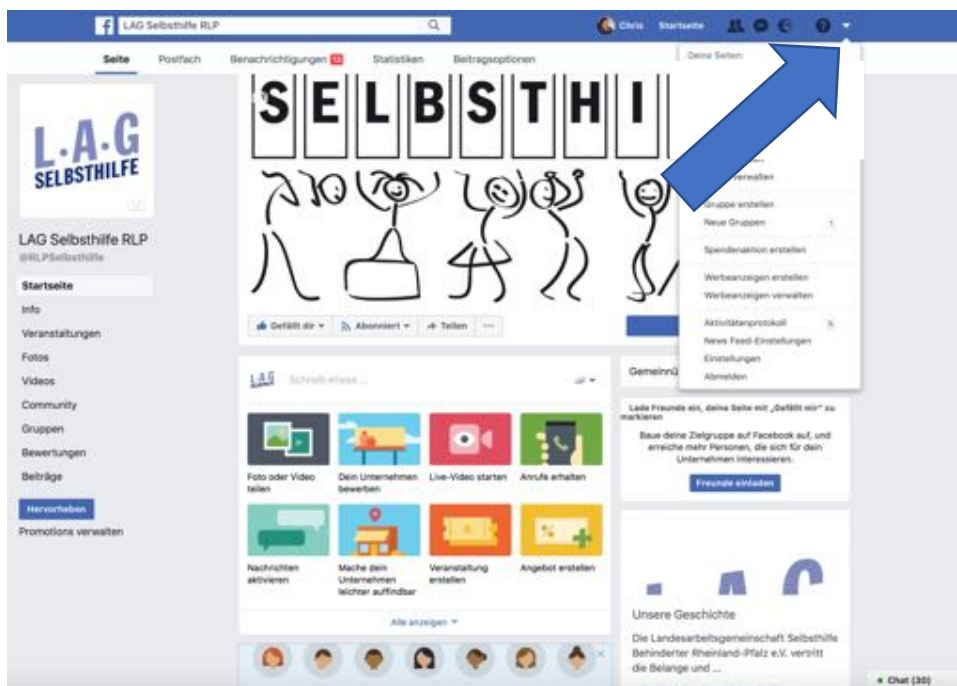 LAG Selbsthilfe RLP
Chris Startseite
Seite Postfach Benachrichtigungen Statistiken Beitragsoptionen
Deine Seiten:
SELBSTHI
L.A.G
SELBSTHILFE
verwalten
Gruppe erstellen
Neue Gruppen
Spendenaktion erstellen
Werbeanzeigen erstellen
Werbeanzeigen verwalten
Aktivitätenprotokoll
News Feed-Einstellungen
Einstellungen
Abmelden
LAG Selbsthilfe RLP
@RLPSelbsthilfe
Startseite
Info
Veranstaltungen
Fotos
Videos
Community
Gruppen
Bewertungen
Beiträge
Hervorheben
Promotions verwalten
Gefällt dir Abonniert Teilen
L.A.G Schreib etwas ...
Foto oder Video
teilen
Dein Unternehmen
bewerben
Live-Video starten
Anrufe erhalten
Nachrichten
aktivieren
Mache dein
Unternehmen
leichter auffindbar
Veranstaltung
erstellen
Angebot erstellen
Alle anzeigen
Gemeinnü
Lade Freunde ein, deine Seite mit „Gefällt mir“ zu
markieren
Baue deine Zielgruppe auf Facebook auf, und
erreiche mehr Personen, die sich für dein
Unternehmen interessieren.
Freunde einladen
Unsere Geschichte
Die Landesarbeitsgemeinschaft Selbsthilfe
Behinderter Rheinland-Pfalz e.V. vertritt
die Belange und ...
Chat (30)